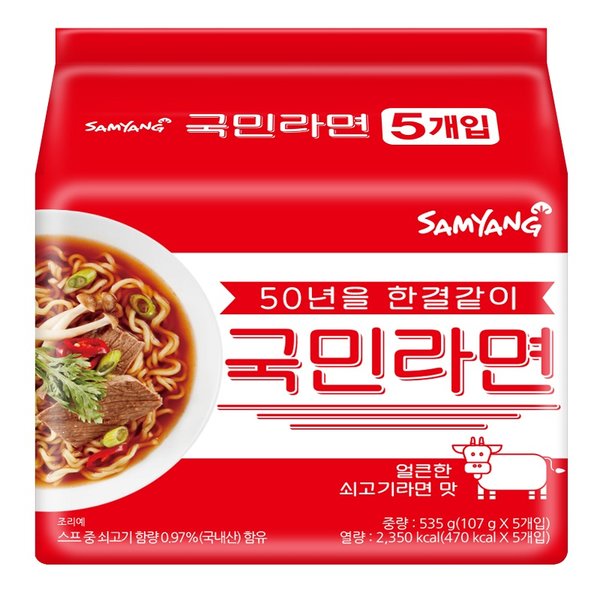 SAMYANG 국민라면 5개입
SAMYANG
50년을 한결같이
국민라면
얼큰한
쇠고기라면 맛
조리예
스프 중 쇠고기 함량 0.97% (국내산) 함유
중량 : 535 g(107 g X 5개입)
열량 : 2,350 kcal(470 kcal X 5개입)